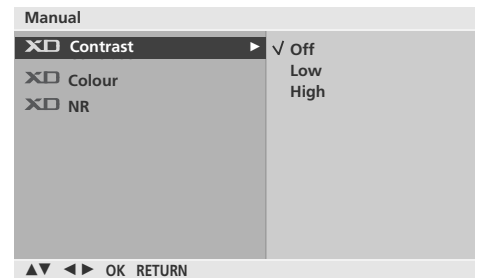 Manual
XD Contrast ► √ Off
Low
XD Colour
High
XD NR
▲▼ ◄► OK RETURN